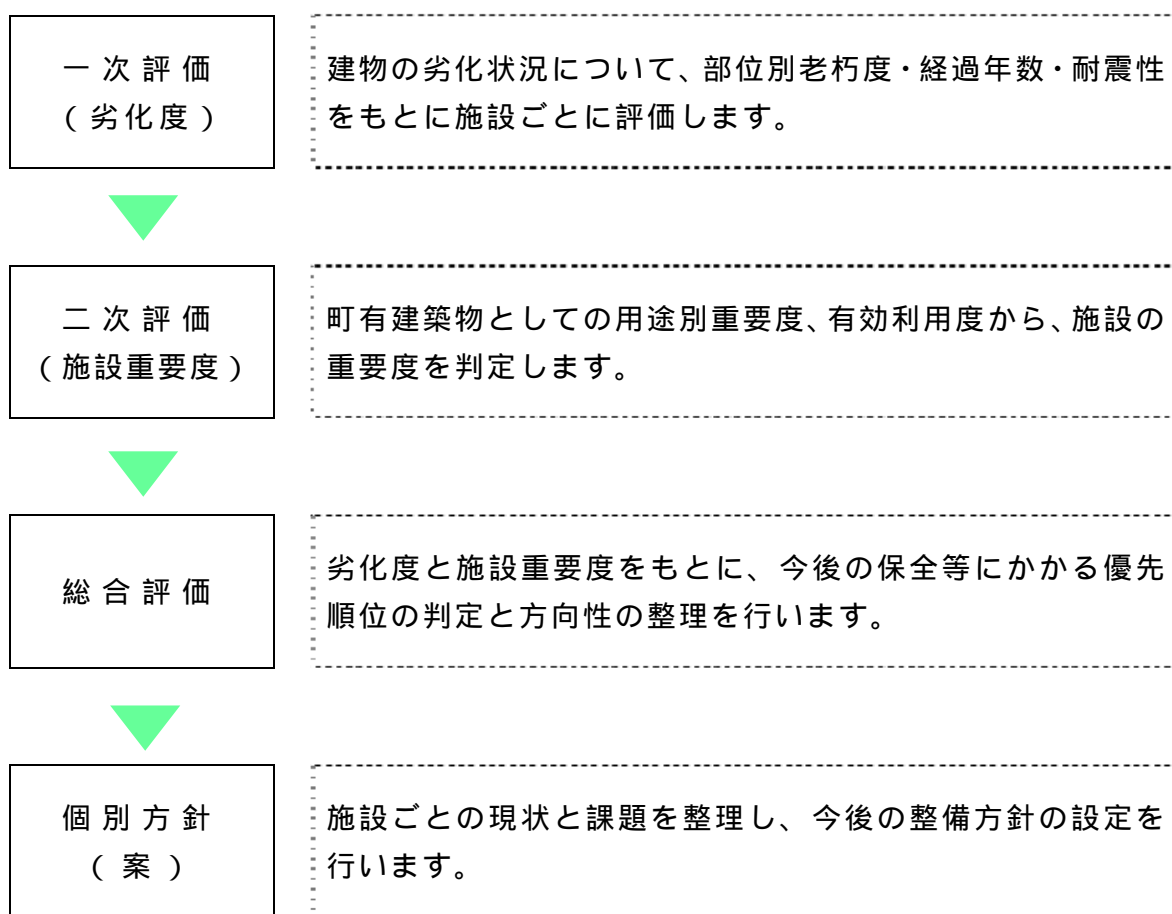 一次評価
(劣化度)
建物の劣化状況について、部位別老朽度・経過年数・耐震性
をもとに施設ごとに評価します。
二次評価
(施設重要度)
町有建築物としての用途別重要度、有効利用度から、施設の
重要度を判定します。
総合評価
劣化度と施設重要度をもとに、今後の保全等にかかる優先
順位の判定と方向性の整理を行います。
個別方針
(案)
施設ごとの現状と課題を整理し、今後の整備方針の設定を
行います。